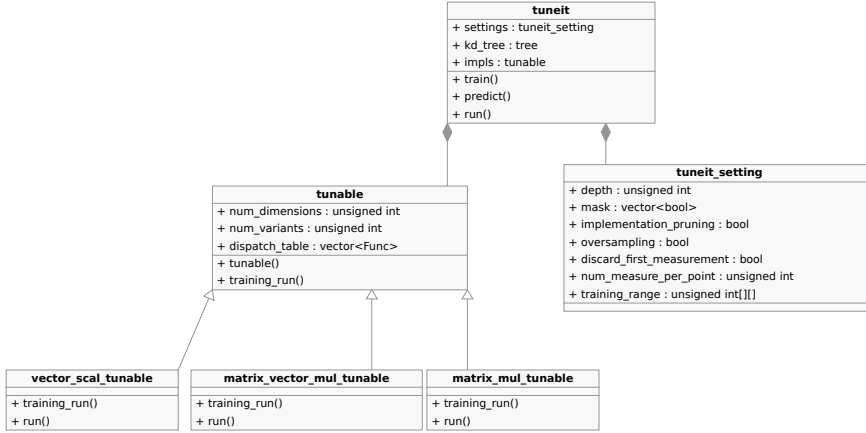 tuneit
+ settings : tuneit_setting
+ kd_tree : tree
+ impls : tunable
+ train()
+ predict()
+ run()
tunable
+ num_dimensions : unsigned int
+ num_variants : unsigned int
+ dispatch_table : vector<Func>
+ tunable()
+ training_run()
tuneit_setting
+ depth : unsigned int
+ mask : vector<bool>
+ implementation_pruning : bool
+ oversampling : bool
+ discard_first_measurement : bool
+ num_measure_per_point : unsigned int
+ training_range : unsigned int[][]
vector_scal_tunable
+ training_run()
+ run()
matrix_vector_mul_tunable
+ training_run()
+ run()
matrix_mul_tunable
+ training_run()
+ run()